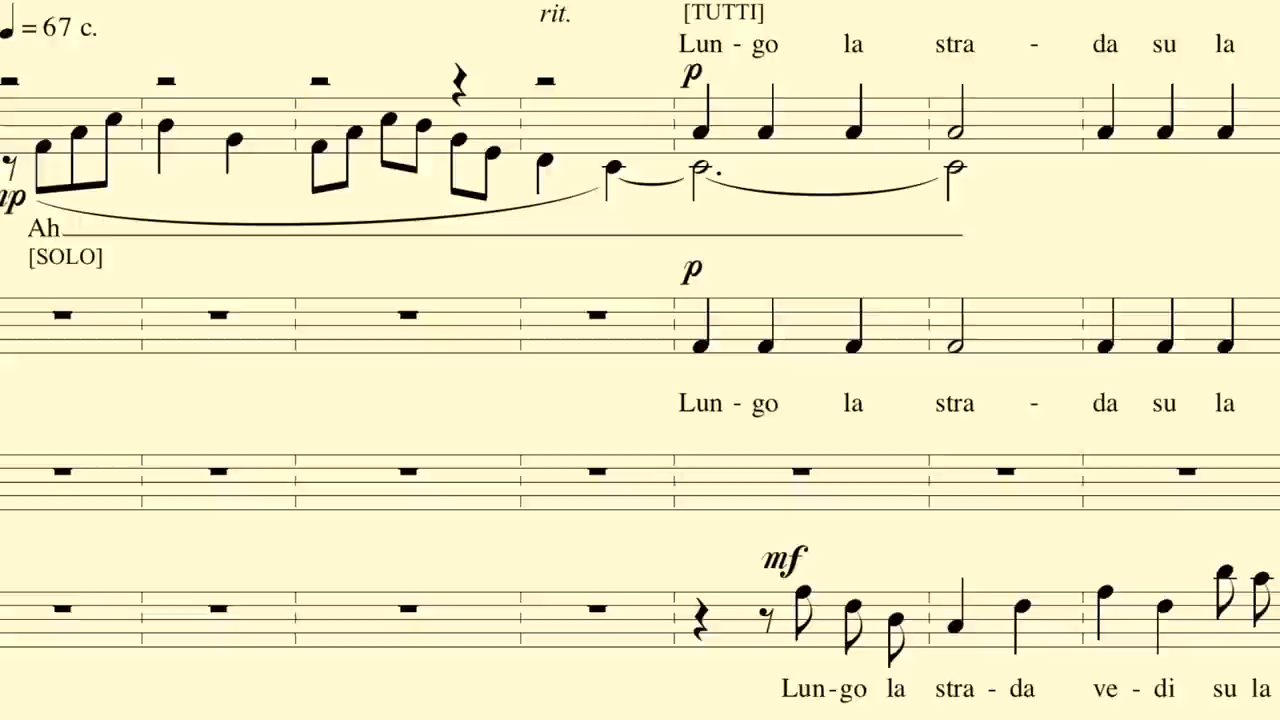 rit.
[TUTTI]
= 67 c.
Lun - go la stra - da su la
p
mp
Ah
[SOLO]
p
Lun - go la stra - da su la
mf
Lun-go la stra - da ve - di su la